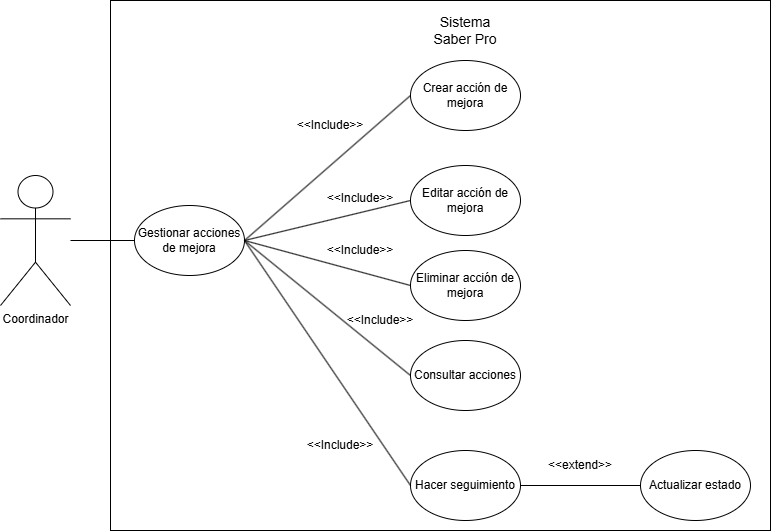 Sistema
Saber Pro
Crear acción de
mejora
<<Include>>
Editar acción de
mejora
<<Include>>
Gestionar acciones
de mejora
<<Include>>
Eliminar acción de
mejora
Coordinador
<<Include>>
Consultar acciones
<<Include>>
Hacer seguimiento
<<extend>>
Actualizar estado